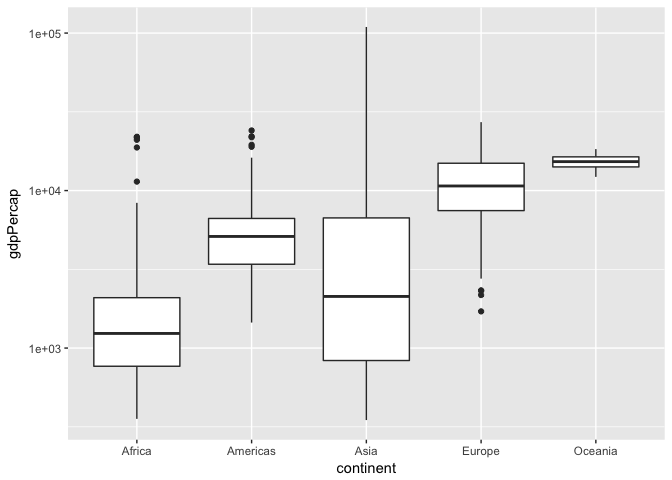 gdpPercap
1e+05
1e+04
1e+03
Africa
Americas
Asia
Europe
Oceania
continent